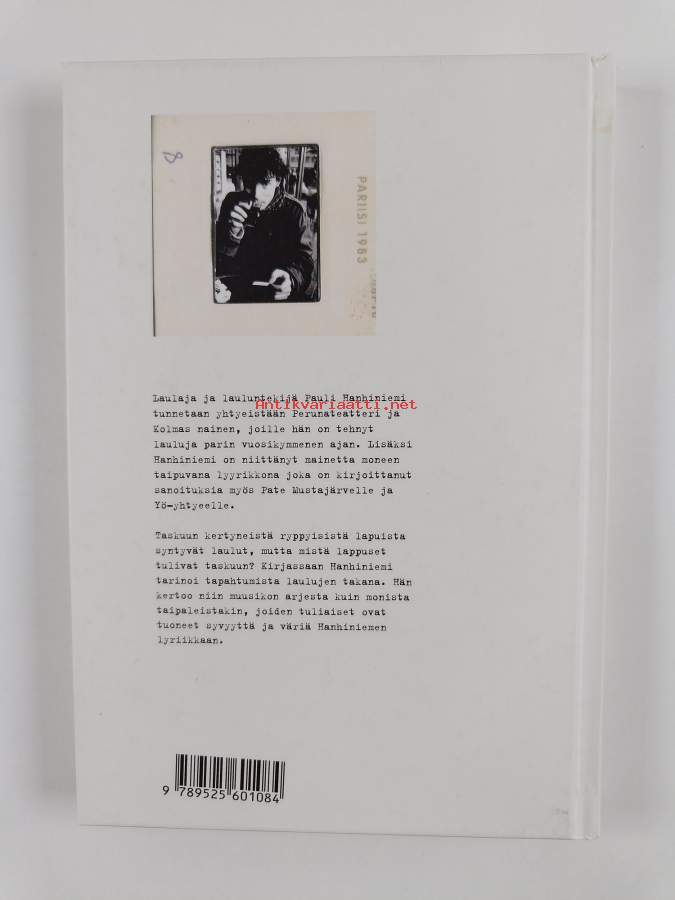 8
PARIISI 1983
Laulaja ja lauluntekijä Pauli Hanhiniemi
Antikvariaatti.net
tunnetaan yhtyeistään Perunateatteri ja
Kolmas nainen, joille hän on tehnyt
lauluja parin vuosikymmenen ajan. Lisäksi
Hanhiniemi on niittänyt mainetta moneen
taipuvana lyyrikkona joka on kirjoittanut
sanoituksia myös Pate Mustajärvelle ja
Yö-yhtyeelle.
Taskuun kertyneistä ryppyisistä lapuista
syntyvät laulut, mutta mistä lappuset
tulivat taskuun? Kirjassaan Hanhiniemi
tarinoi tapahtumista laulujen takana. Hän
kertoo niin muusikon arjesta kuin monista
taipaleistakin, joiden tuliaiset ovat
tuoneet syvyyttä ja väriä Hanhiniemen
lyriikkaan.
9 789525 601084